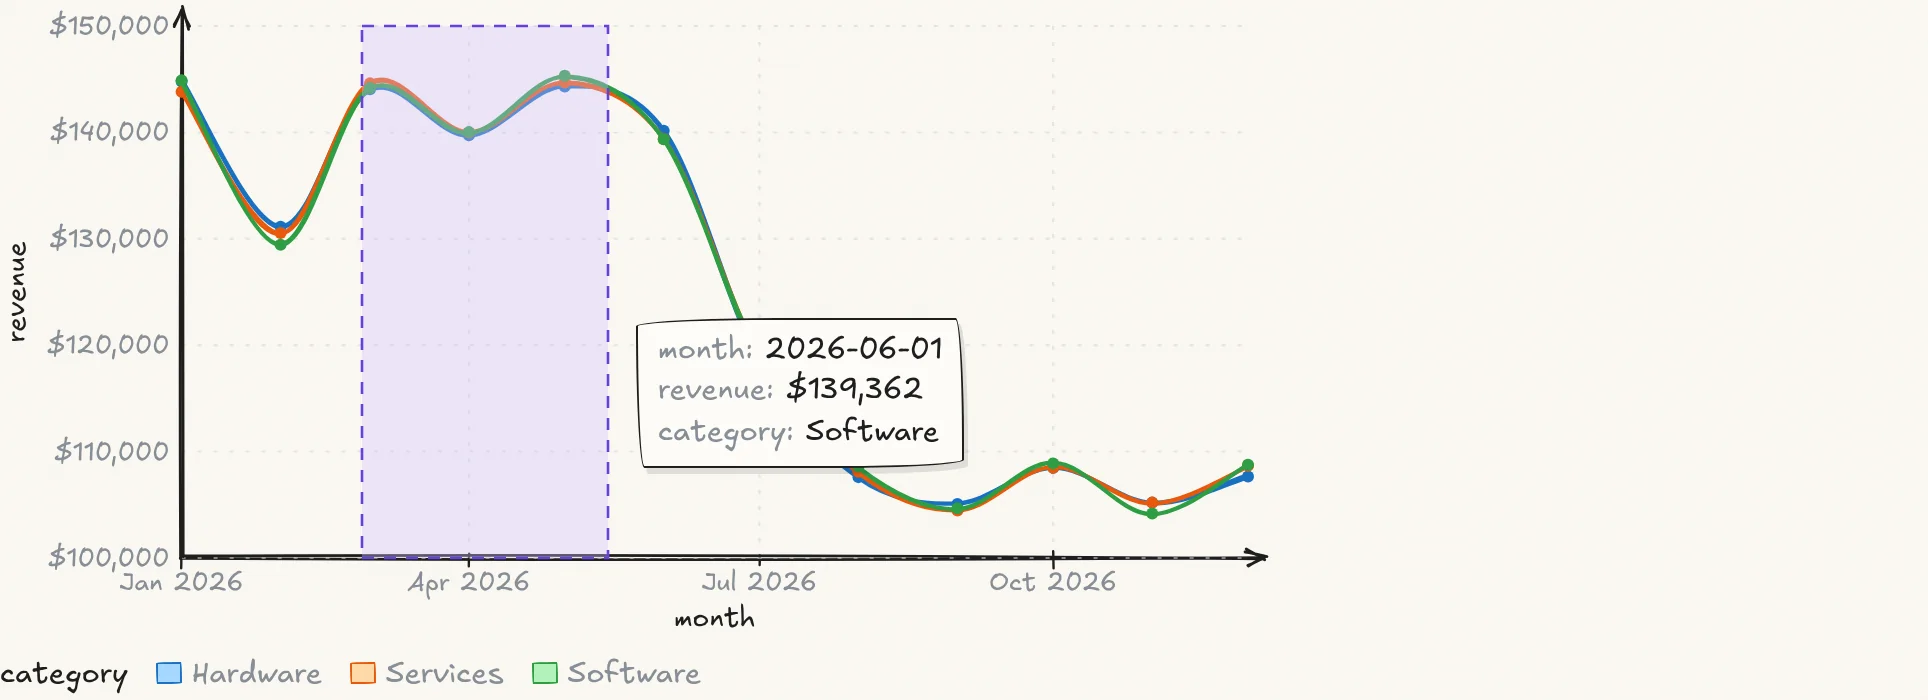 $150,000
$140,000
$130,000
$120,000
$110,000
$100,000
revenue
month: 2026-06-01
revenue: $139,362
category: Software
Jan 2026 Apr 2026 Jul 2026 Oct 2026
month
category Hardware Services Software